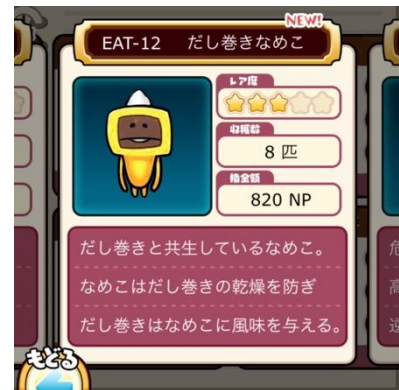 NEW!
EAT-12 だし巻きなめこ
レア度
収穫数
8 匹
換金額
820 NP
だし巻きと共生しているなめこ。
なめこはだし巻きの乾燥を防ぎ
だし巻きはなめこに風味を与える。
危
高
逆
もどる